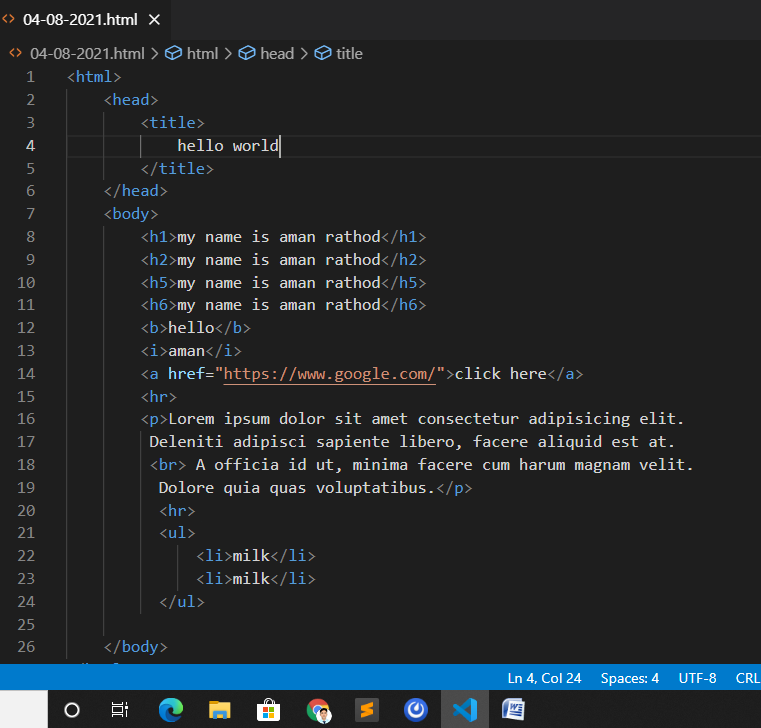 04-08-2021.html
04-08-2021.html > html > head > title
1 <html>
2 <head>
3 <title>
4 hello world
5 </title>
6 </head>
7 <body>
8 <h1>my name is aman rathod</h1>
9 <h2>my name is aman rathod</h2>
10 <h5>my name is aman rathod</h5>
11 <h6>my name is aman rathod</h6>
12 <b>hello</b>
13 <i>aman</i>
14 <a href="https://www.google.com/">click here</a>
15 <hr>
16 <p>Lorem ipsum dolor sit amet consectetur adipisicing elit.
17 Deleniti adipisci sapiente libero, facere aliquid est at.
18 <br> A officia id ut, minima facere cum harum magnam velit.
19 Dolore quia quas voluptatibus.</p>
20 <hr>
21 <ul>
22 <li>milk</li>
23 <li>milk</li>
24 </ul>
25
26 </body>
Ln 4, Col 24 Spaces: 4 UTF-8 CRL